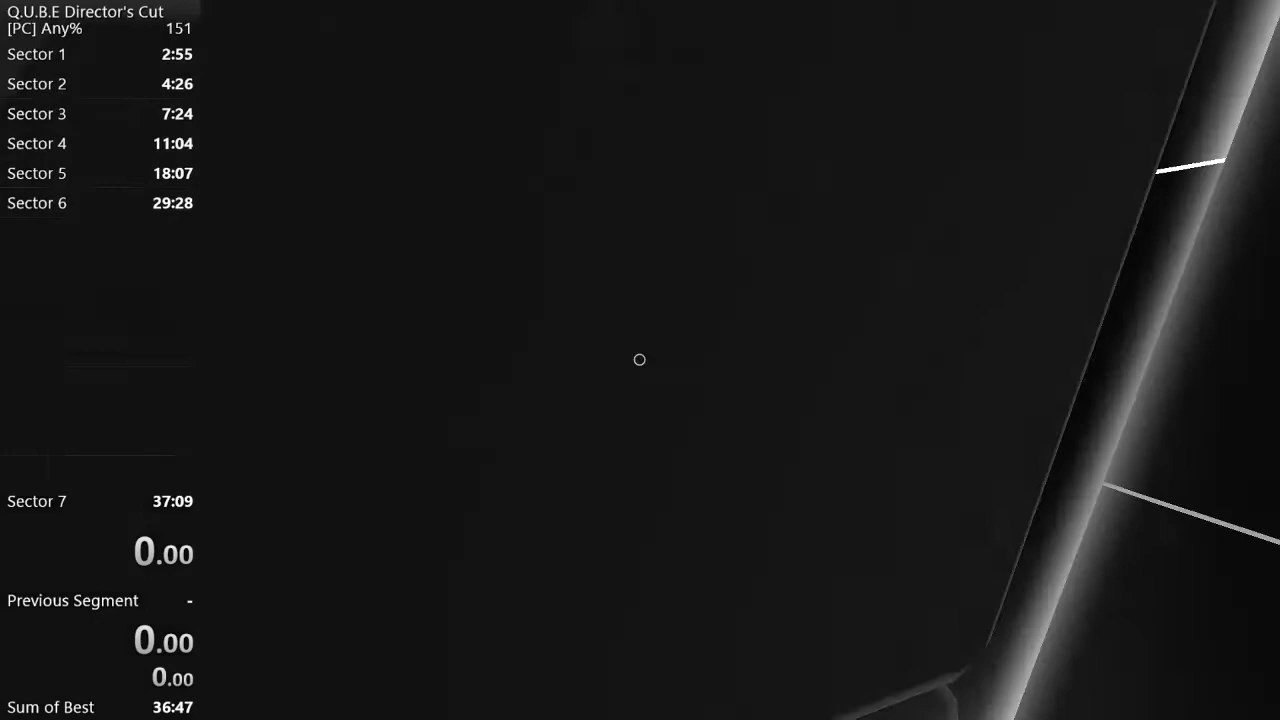 Q.U.B.E Director's Cut
[PC] Any% 151
Sector 1 2:55
Sector 2 4:26
Sector 3 7:24
Sector 4 11:04
Sector 5 18:07
Sector 6 29:28
Sector 7 37:09
0.00
Previous Segment -
0.00
0.00
Sum of Best 36:47